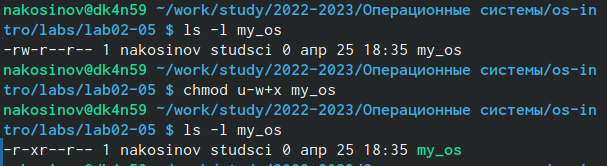 nakosinov@dk4n59 ~/work/study/2022-2023/Операционные системы/os-in
tro/labs/lab02-05 $ ls -l my_os
-rw-r--r-- 1 nakosinov studsci 0 апр 25 18:35 my_os
nakosinov@dk4n59 ~/work/study/2022-2023/Операционные системы/os-in
tro/labs/lab02-05 $ chmod u-w+x my_os
nakosinov@dk4n59 ~/work/study/2022-2023/Операционные системы/os-in
tro/labs/lab02-05 $ ls -l my_os
-r-xr--r-- 1 nakosinov studsci 0 апр 25 18:35 my_os